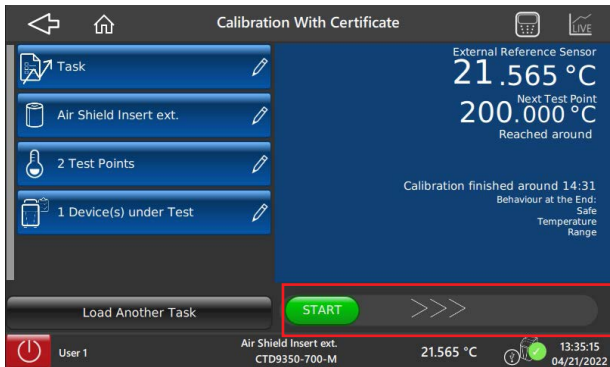 Calibration With Certificate
LIVE
Task
Air Shield Insert ext.
2 Test Points
1 Device(s) under Test
Load Another Task
External Reference Sensor
21.565 °C
Next Test Point
200.000 °C
Reached around
Calibration finished around 14:31
Behaviour at the End:
Safe
Temperature
Range
START >>>
User 1
Air Shield Insert ext.
CTD9350-700-M
21.565 °C
13:35:15
04/21/2022